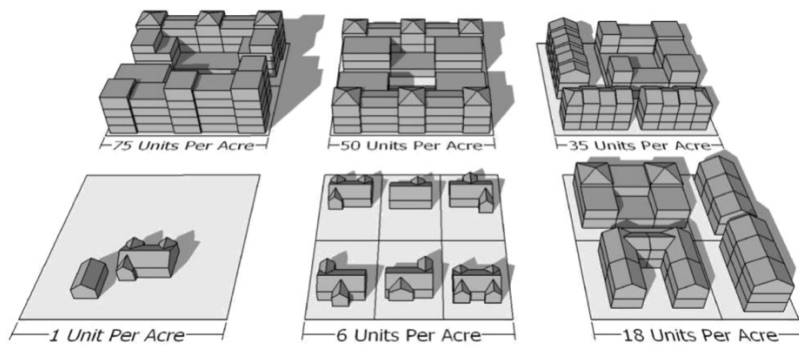 75 Units Per Acre
50 Units Per Acre
35 Units Per Acre
1 Unit Per Acre
6 Units Per Acre
18 Units Per Acre